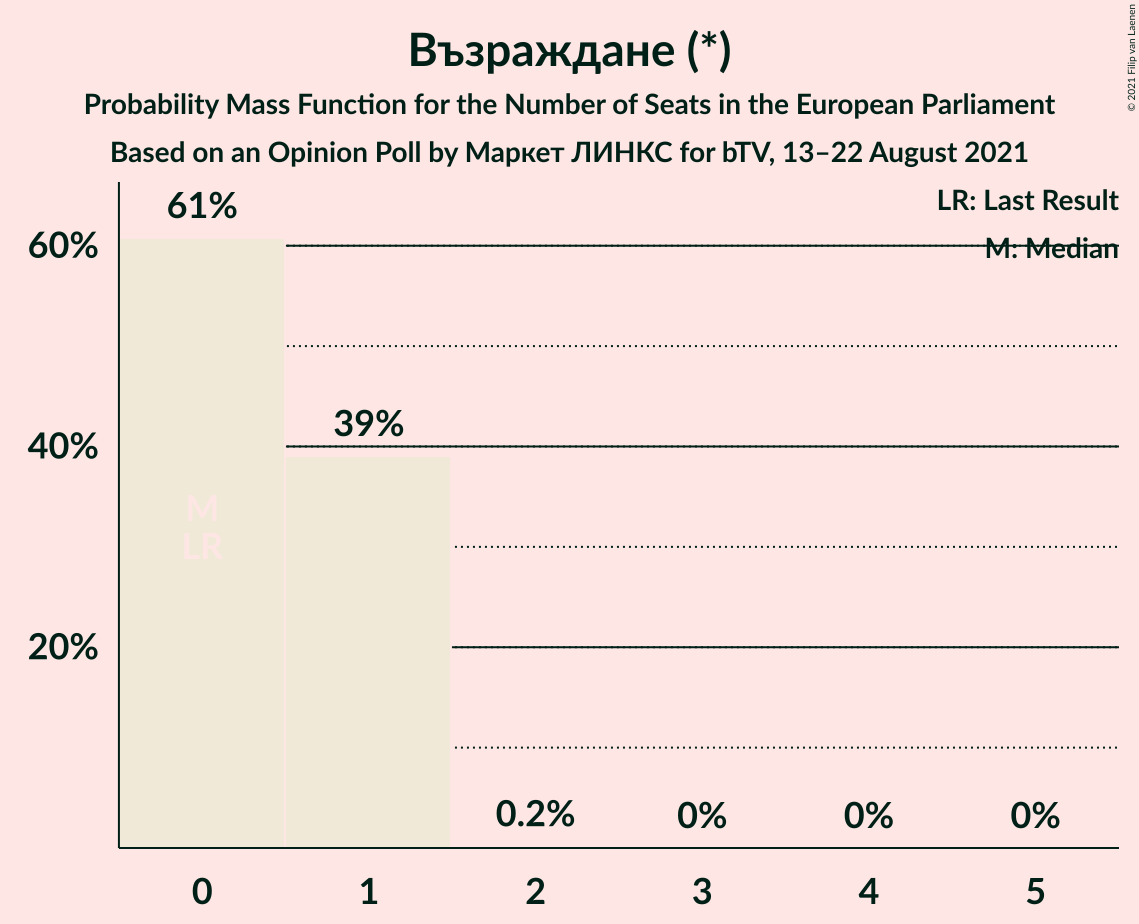 Възраждане (*)
Probability Mass Function for the Number of Seats in the European Parliament
Based on an Opinion Poll by Маркет ЛИНКС for bTV, 13–22 August 2021
© 2021 Filip van Laenen
LR: Last Result
M: Median
61%
60%
39%
40%
M
LR
20%
0.2%
0%
0%
0%
0
1
2
3
4
5